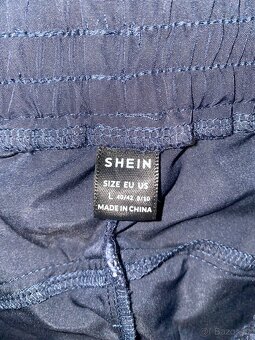 SHEIN
SIZE EU US
L 40/42 8/10
MADE IN CHINA